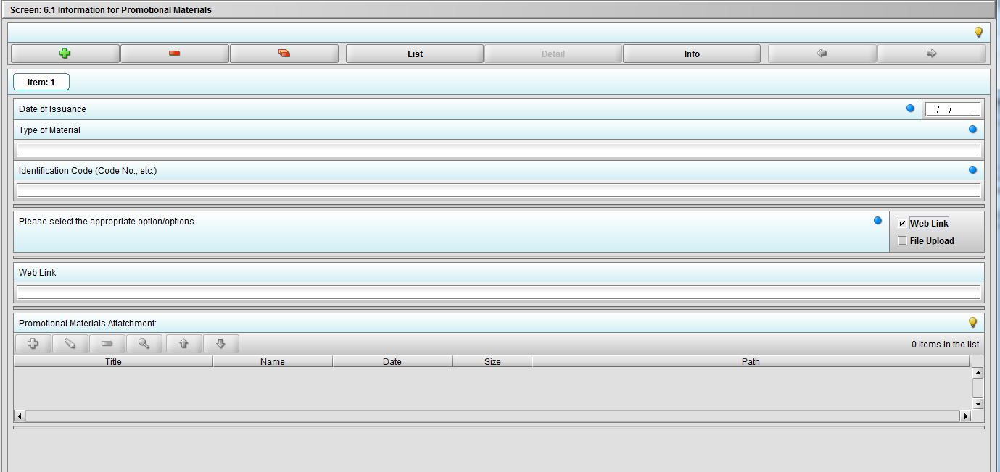 Screen: 6.1 Information for Promotional Materials
List Detail Info
Item: 1
Date of Issuance __/__/____
Type of Material
Identification Code (Code No., etc.)
Please select the appropriate option/options.
Web Link
File Upload
Web Link
Promotional Materials Attatchment:
0 items in the list
Title Name Date Size Path